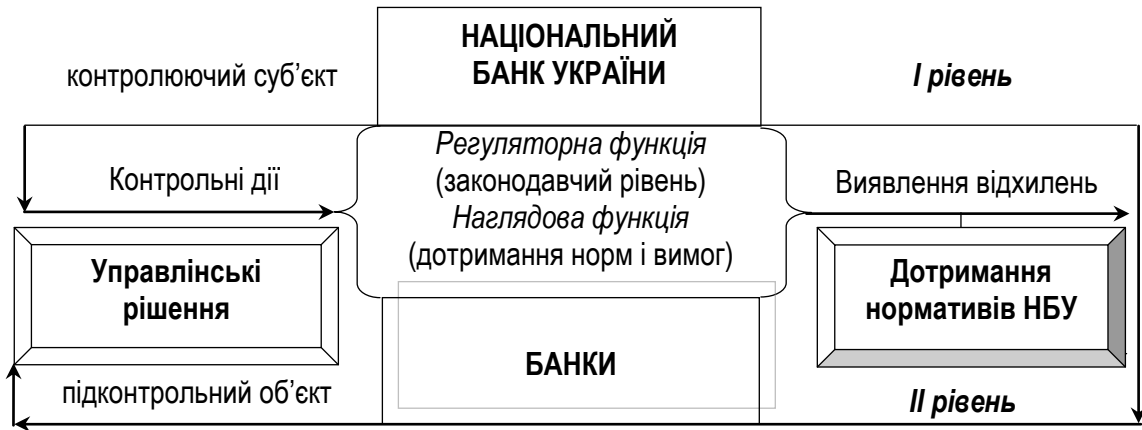 НАЦІОНАЛЬНИЙ
БАНК УКРАЇНИ
контролюючий суб’єкт
I рівень
Регуляторна функція
(законодавчий рівень)
Наглядова функція
(дотримання норм і вимог)
Контрольні дії
Виявлення відхилень
Управлінські
рішення
Дотримання
нормативів НБУ
БАНКИ
підконтрольний об’єкт
II рівень